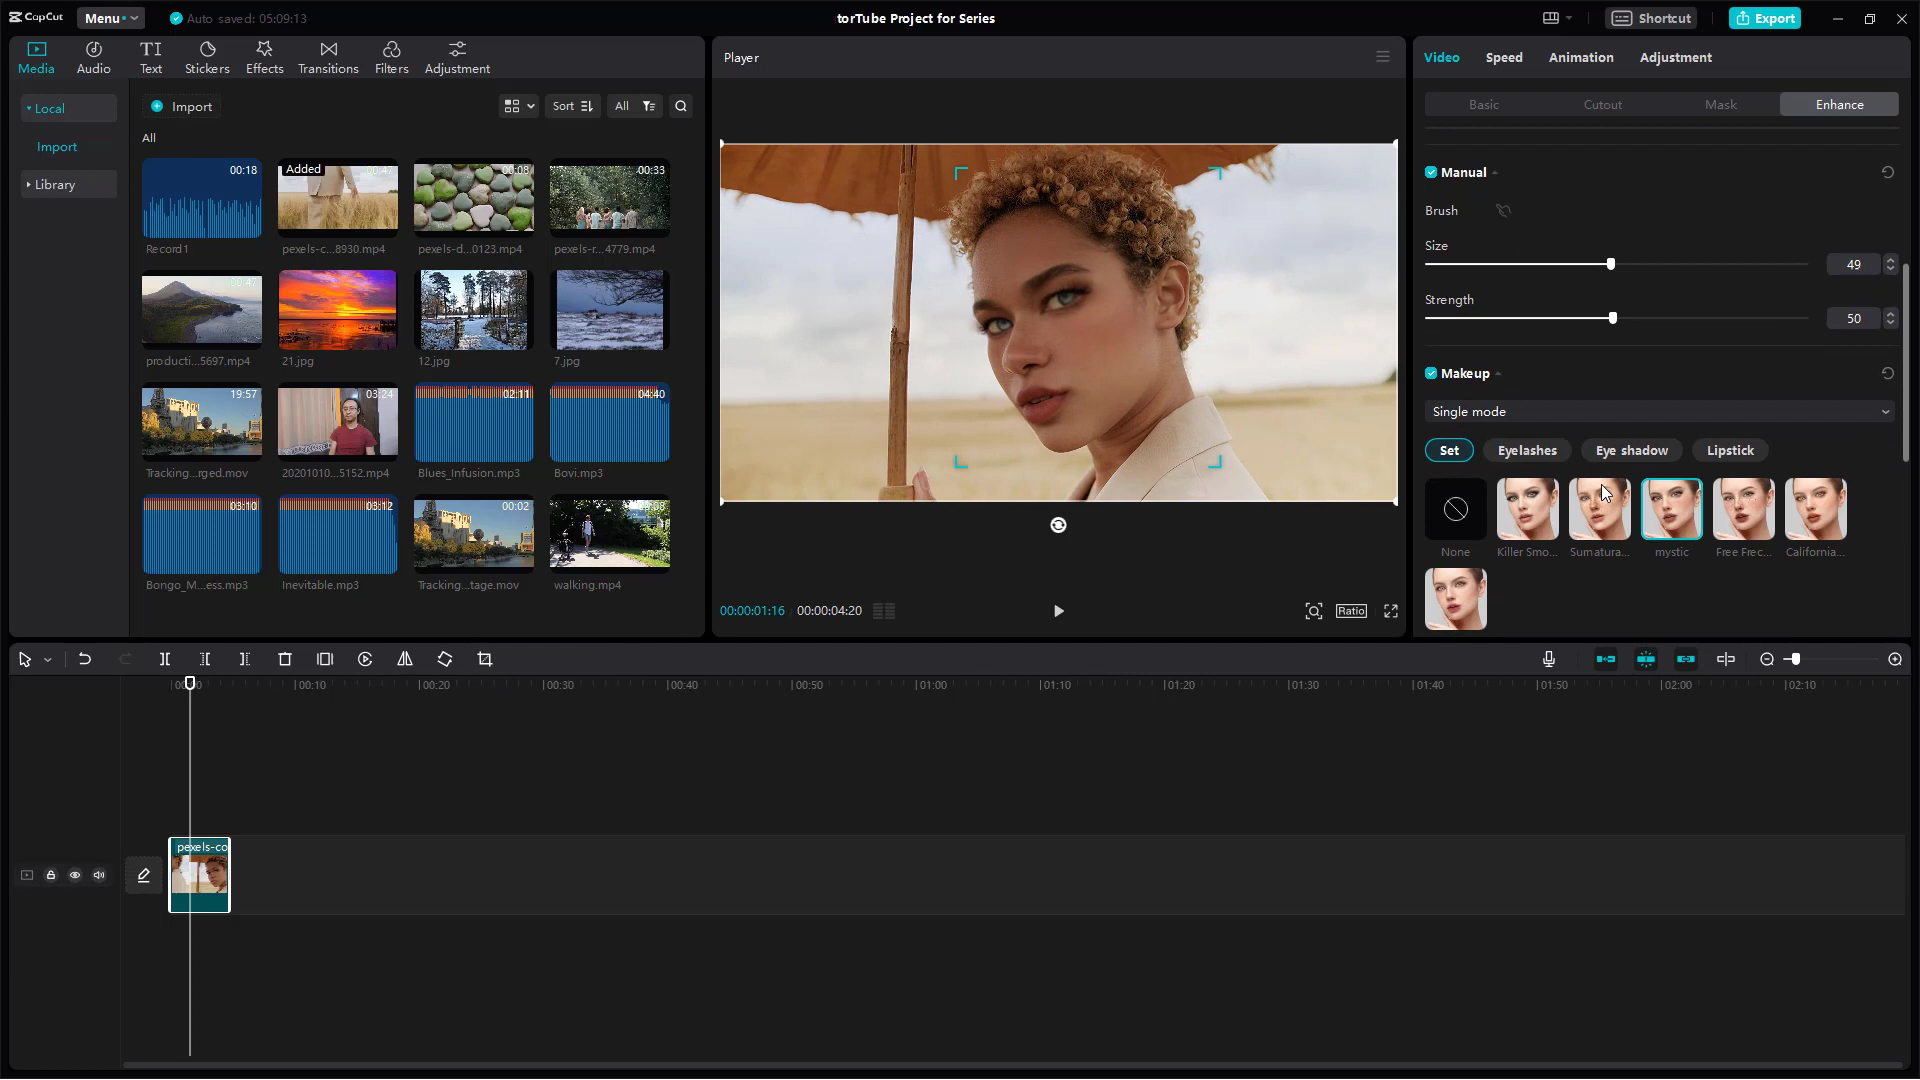 CapCut
Menu
Auto saved: 05:09:13
torTube Project for Series
Shortcut
Export
Media
Audio
Text
Stickers
Effects
Transitions
Filters
Adjustment
Local
Import
Library
Import
Sort
All
All
00:18
Record1
Added
00:47
pexels-c...8930.mp4
00:08
pexels-d...0123.mp4
00:33
pexels-r...4779.mp4
00:47
producti...5697.mp4
21.jpg
12.jpg
7.jpg
19:57
Tracking...rged.mov
03:24
20201010...5152.mp4
02:11
Blues_Infusion.mp3
04:40
Bovi.mp3
03:10
Bongo_M...ess.mp3
03:12
Inevitable.mp3
00:02
Tracking...tage.mov
walking.mp4
Player
00:00:01:16
00:00:04:20
Ratio
Video
Speed
Animation
Adjustment
Basic
Cutout
Mask
Enhance
Manual
Brush
Size
49
Strength
50
Makeup
Single mode
Set
Eyelashes
Eye shadow
Lipstick
None
Killer Smo...
Sumatura...
mystic
Free Frec...
California...
00:10
00:20
00:30
00:40
00:50
01:00
01:10
01:20
01:30
01:40
01:50
02:00
02:10
pexels-co